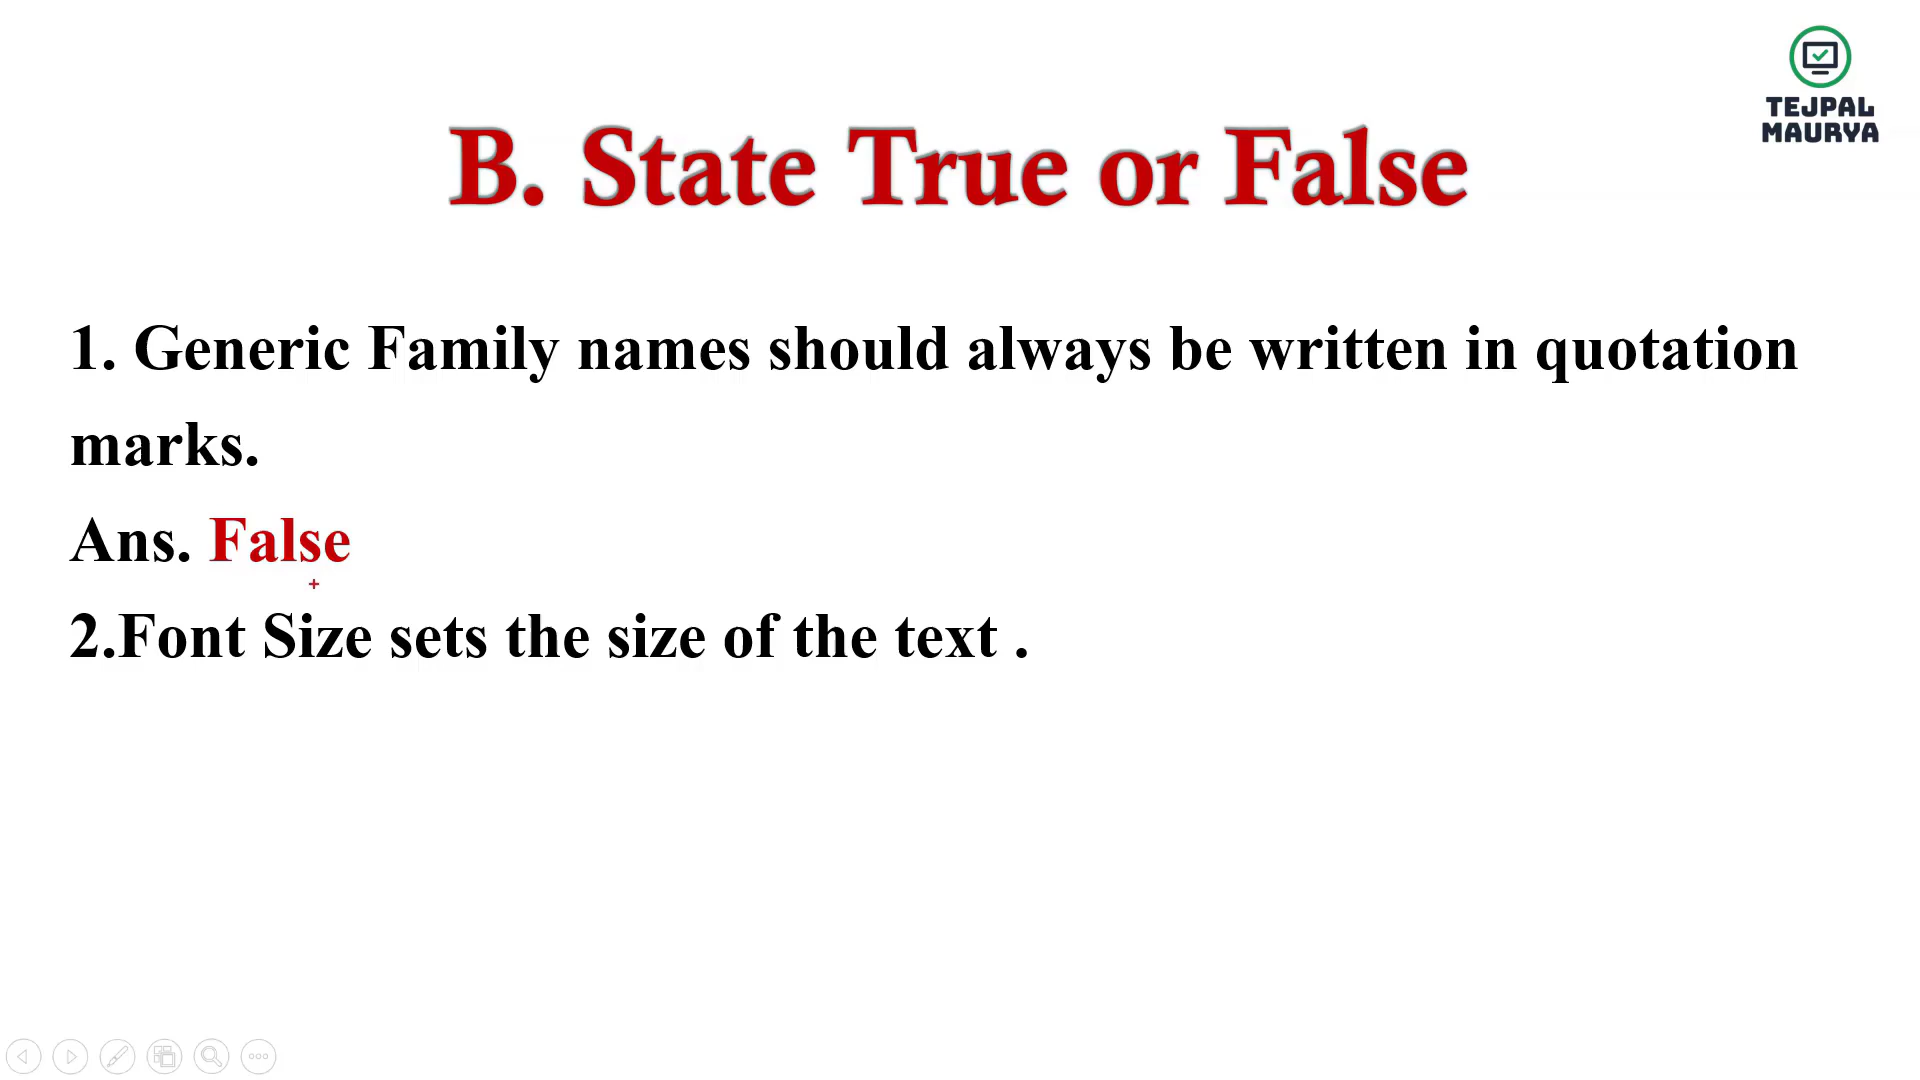 TEJPAL
MAURYA
B. State True or False
1. Generic Family names should always be written in quotation
marks.
Ans. False
2.Font Size sets the size of the text .